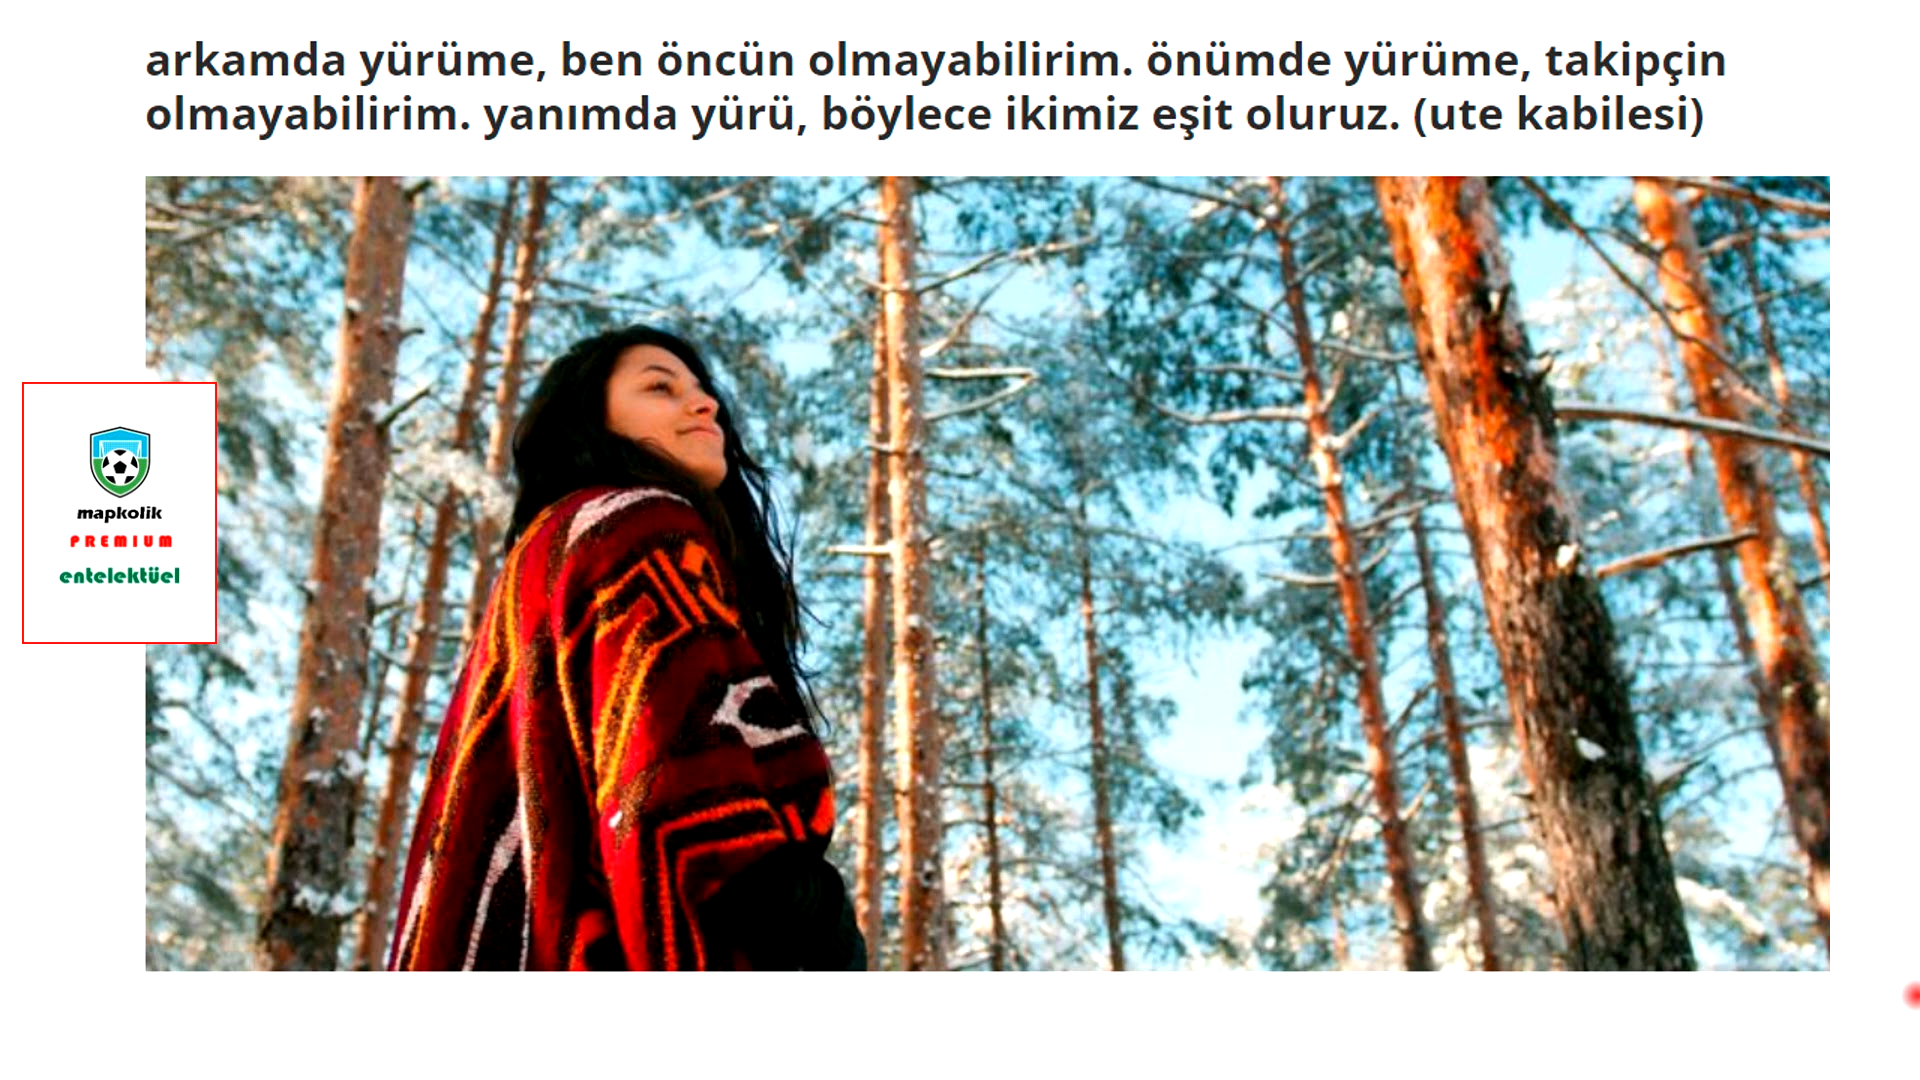 arkamda yürüme, ben öncün olmayabilirim. önümde yürüme, takipçin
olmayabilirim. yanımda yürü, böylece ikimiz eşit oluruz. (ute kabilesi)
mapkolik
PREMIUM
entelektüel